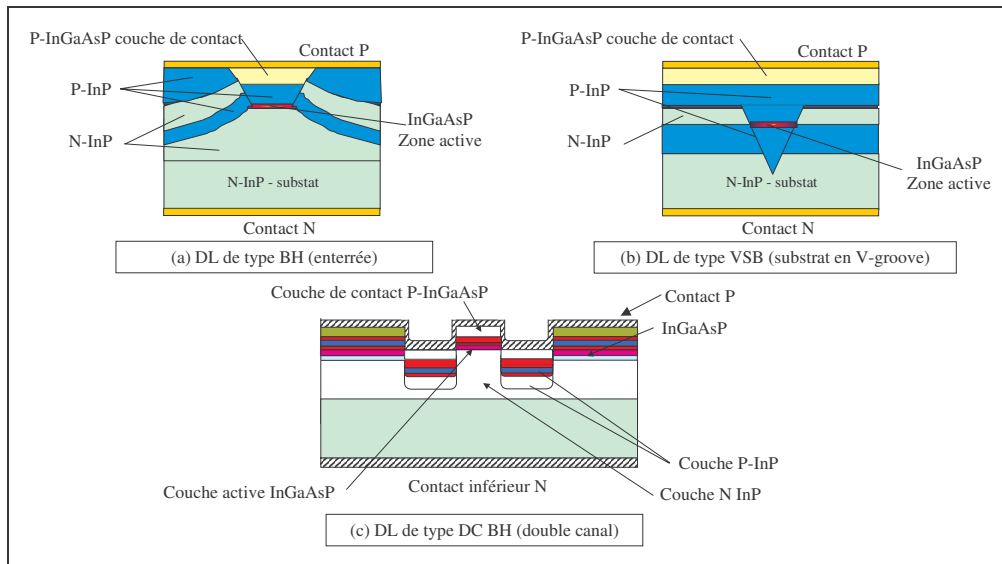 P-InGaAsP couche de contact
Contact P
P-InP
N-InP
InGaAsP
Zone active
N-InP - substat
Contact N
(a) DL de type BH (enterrée)
P-InGaAsP couche de contact
Contact P
P-InP
N-InP
InGaAsP
Zone active
N-InP - substat
Contact N
(b) DL de type VSB (substrat en V-groove)
Couche de contact P-InGaAsP
Contact P
InGaAsP
Couche P-InP
Couche active InGaAsP
Contact inférieur N
Couche N InP
(c) DL de type DC BH (double canal)